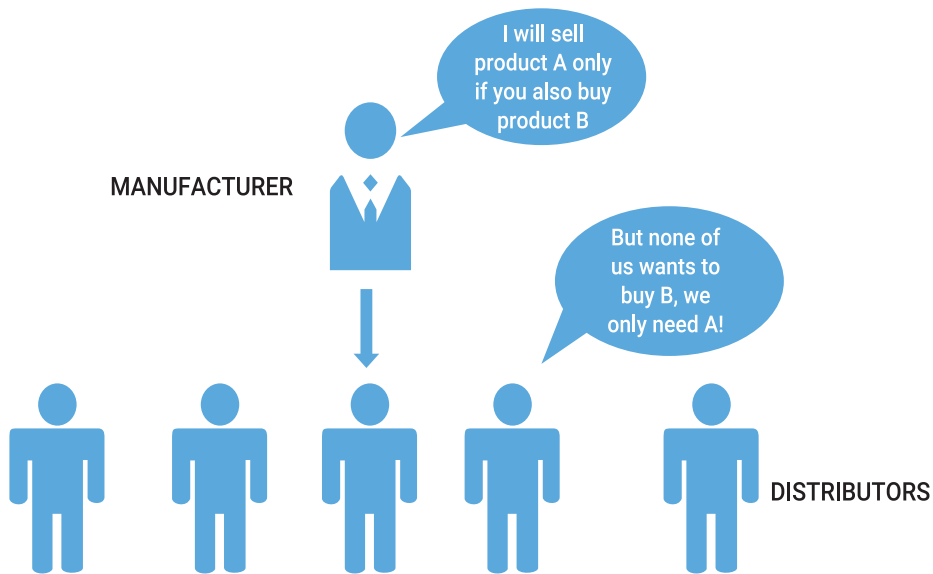 I will sell
product A only
if you also buy
product B
MANUFACTURER
But none of
us wants to
buy B, we
only need A!
DISTRIBUTORS